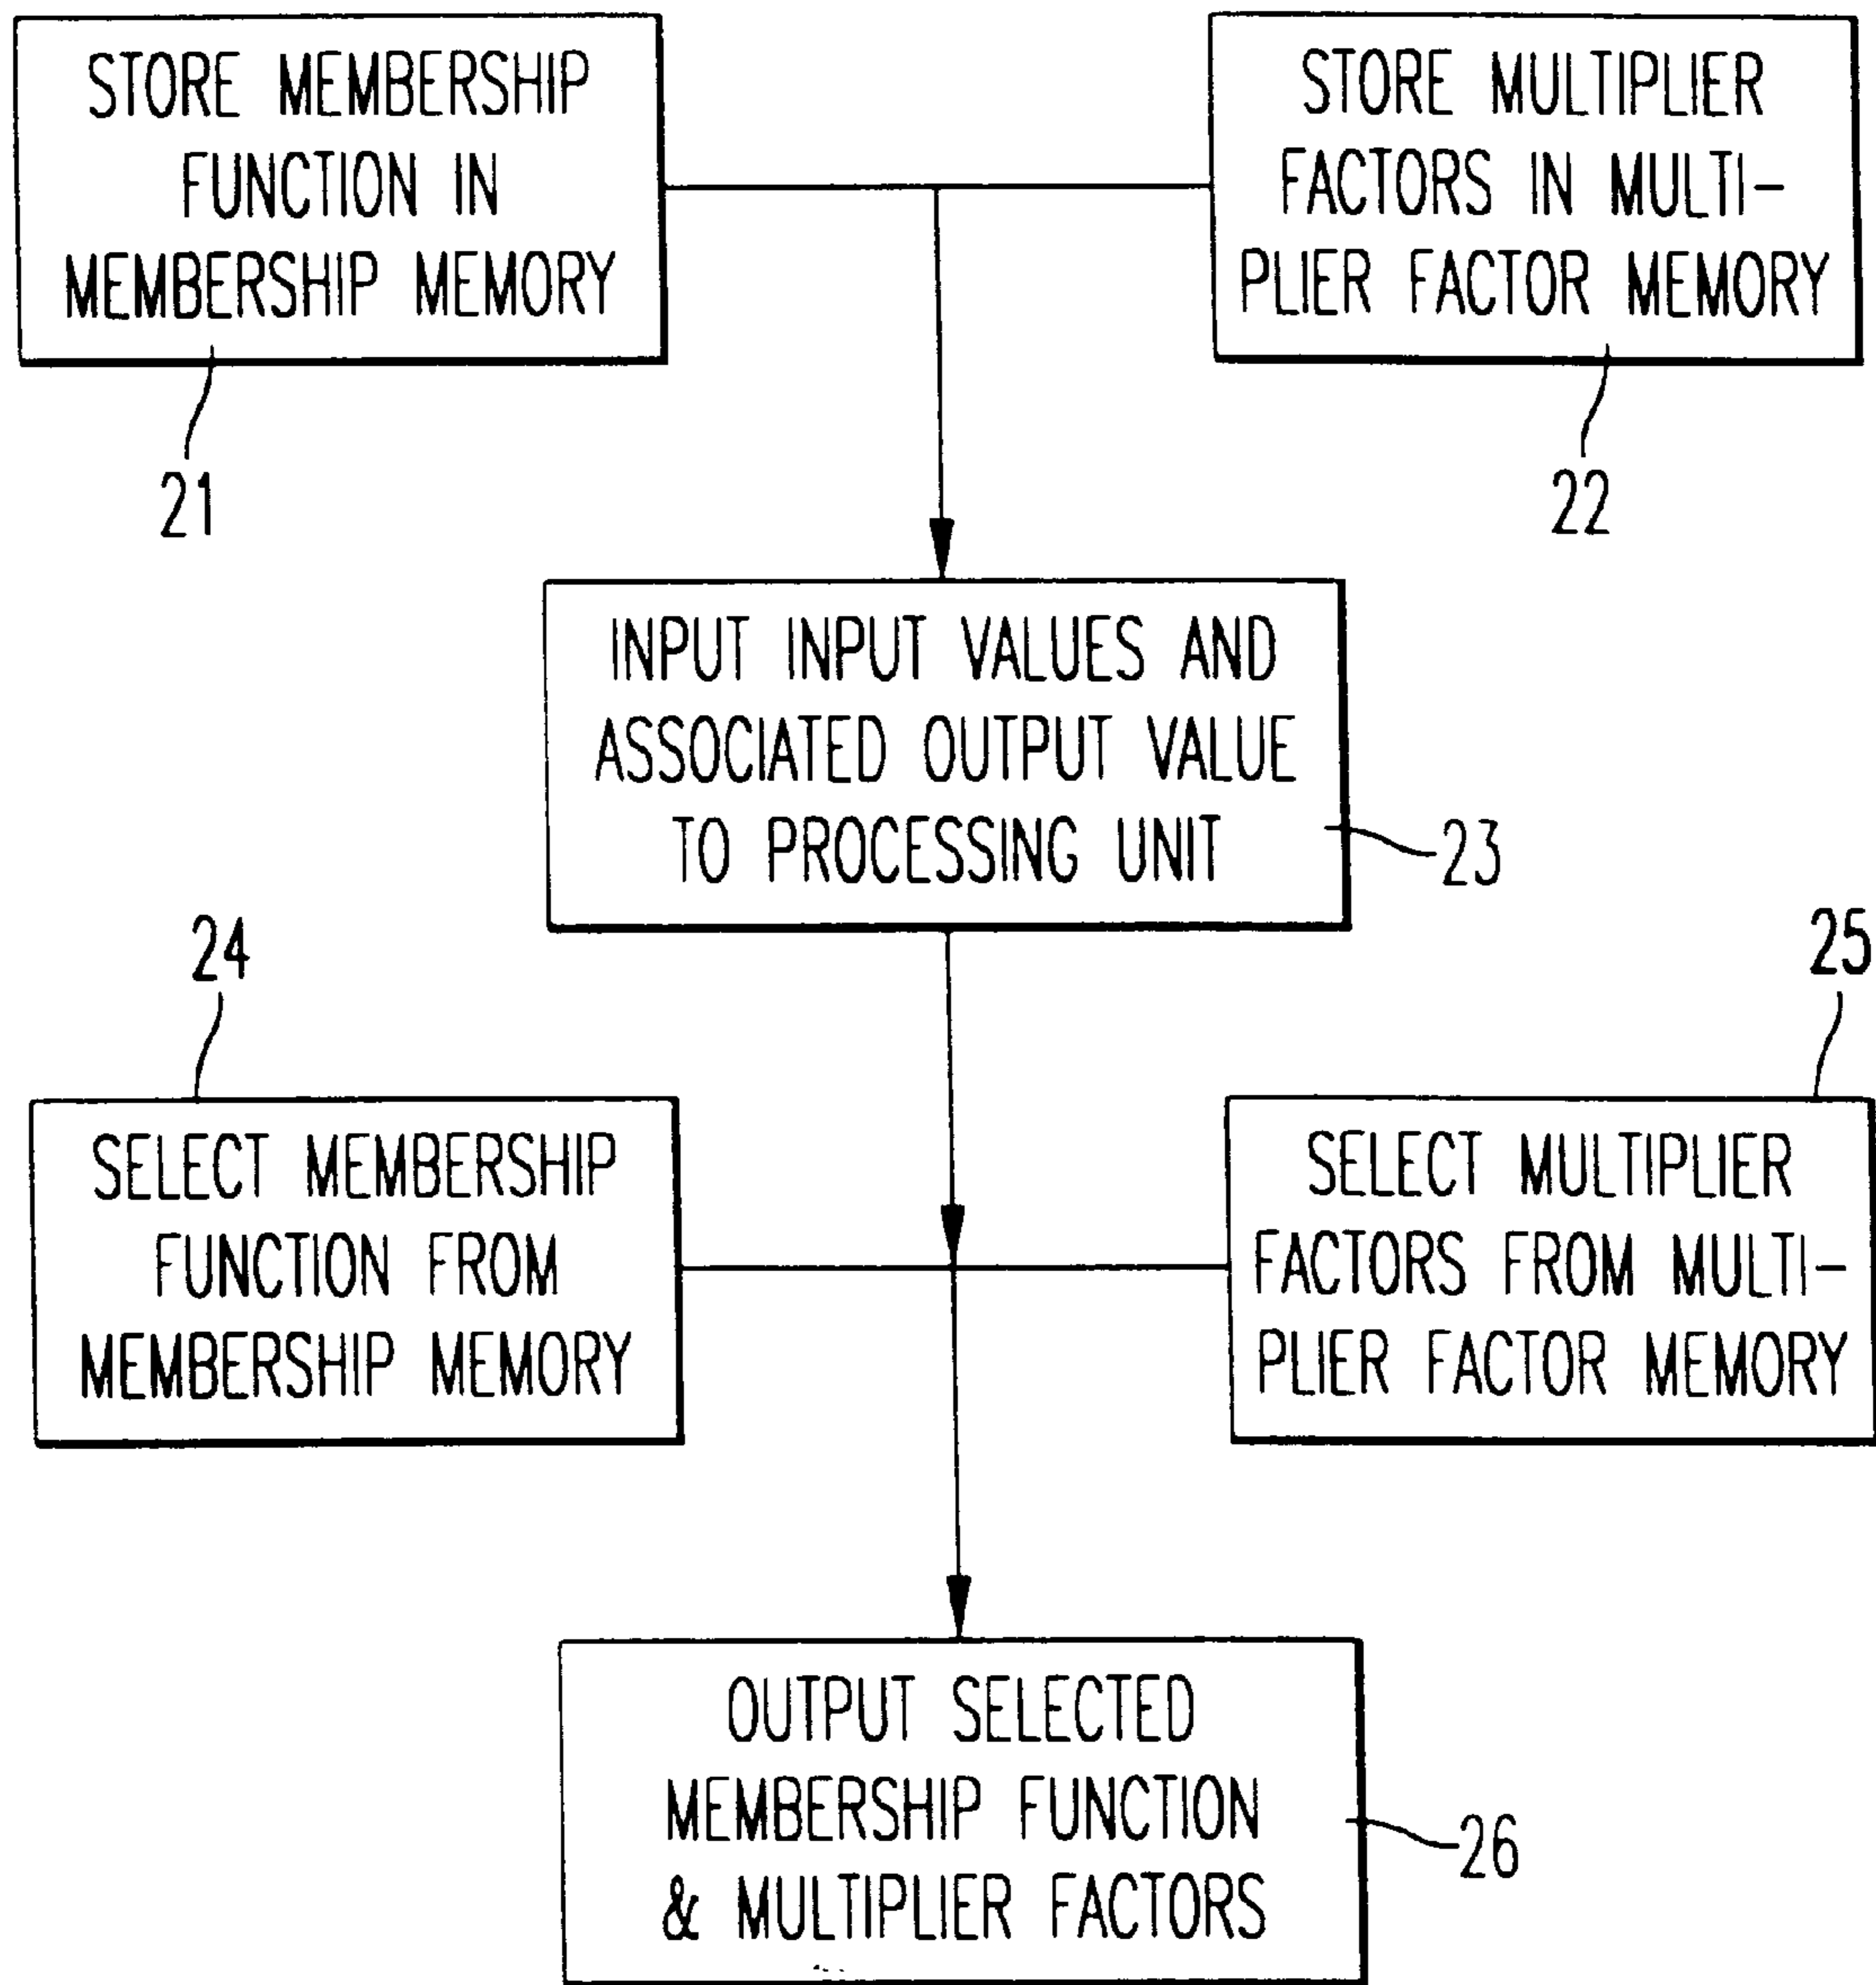 STORE MEMBERSHIP
FUNCTION IN
MEMBERSHIP MEMORY
21
STORE MULTIPLIER
FACTORS IN MULTI-
PLIER FACTOR MEMORY
22
INPUT INPUT VALUES AND
ASSOCIATED OUTPUT VALUE
TO PROCESSING UNIT
23
24
SELECT MEMBERSHIP
FUNCTION FROM
MEMBERSHIP MEMORY
25
SELECT MULTIPLIER
FACTORS FROM MULTI-
PLIER FACTOR MEMORY
OUTPUT SELECTED
MEMBERSHIP FUNCTION
& MULTIPLIER FACTORS
26